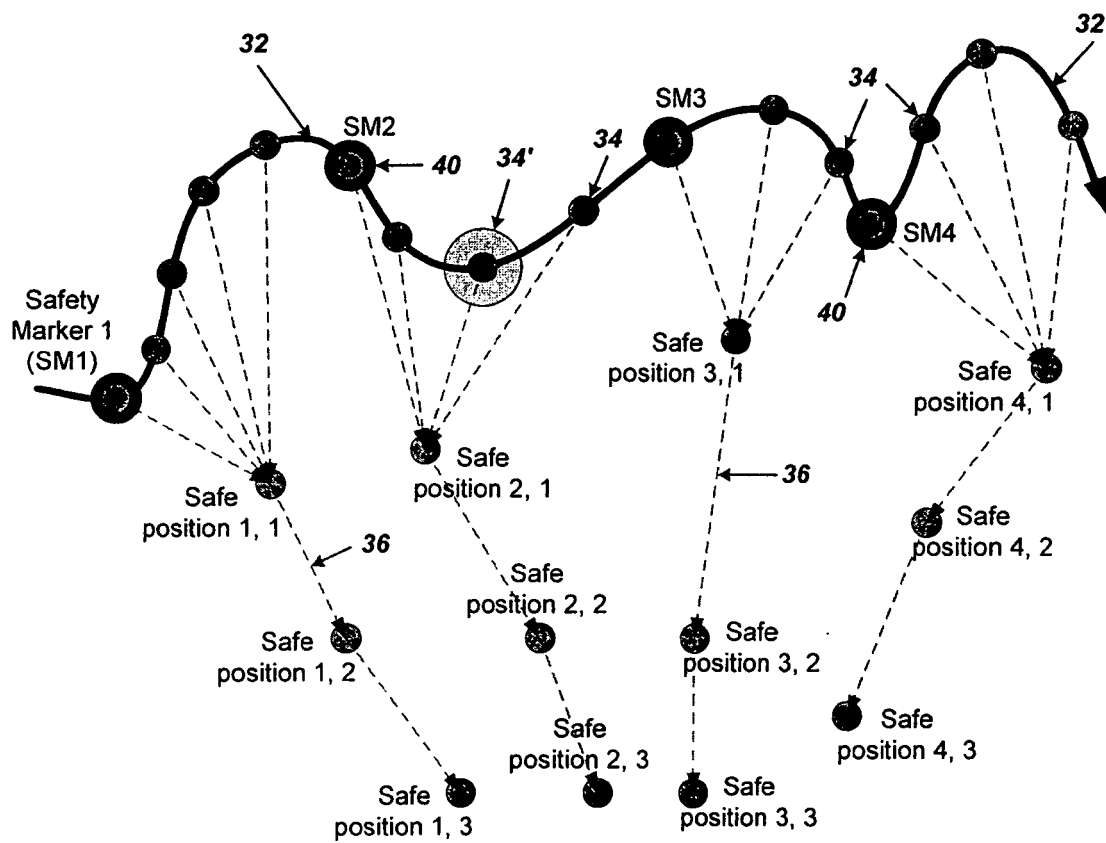 32
32
34
SM2
SM3
40
34'
34
SM4
Safety
Marker 1
(SM1)
40
Safe
position 3, 1
Safe
position 4, 1
Safe
position 2, 1
36
Safe
position 1, 1
Safe
position 4, 2
36
Safe
position 2, 2
Safe
position 1, 2
Safe
position 3, 2
Safe
position 4, 3
Safe
position 2, 3
Safe
position 1, 3
Safe
position 3, 3